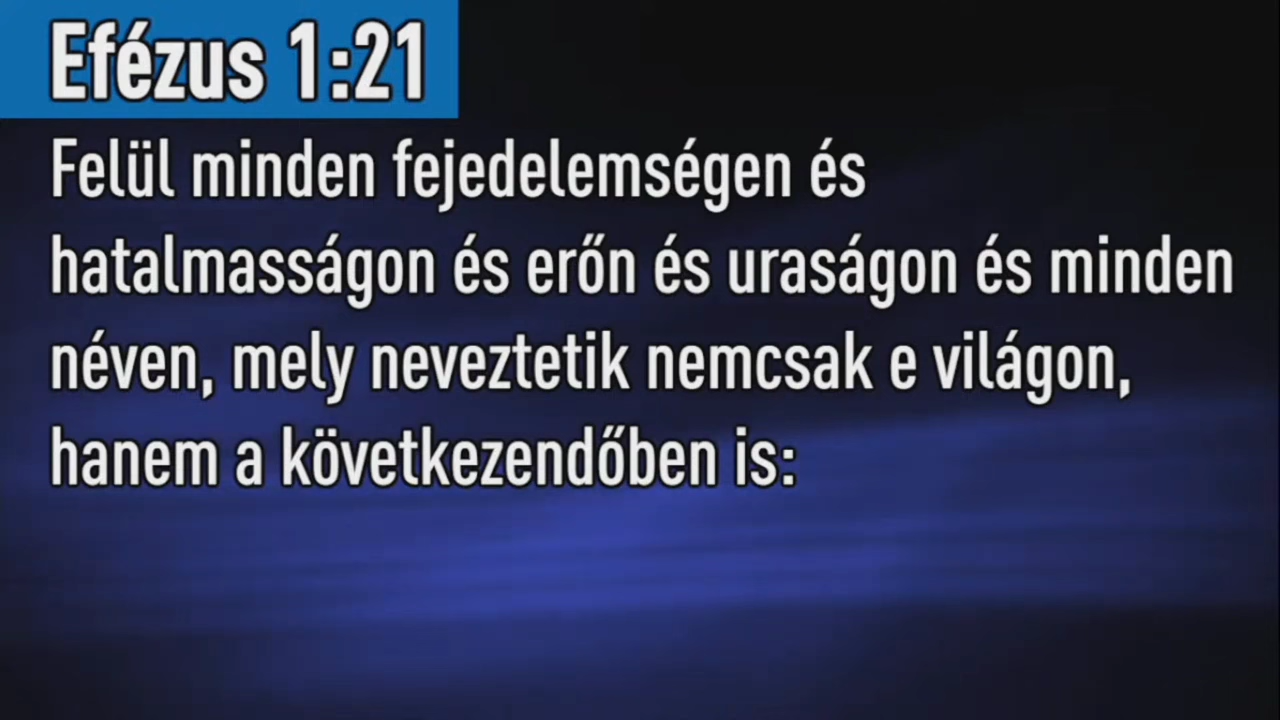 Efézus 1:21
Felül minden fejedelemségen és
hatalmasságon és erőn és uraságon és minden
néven, mely neveztetik nemcsak e világon,
hanem a következendőben is: